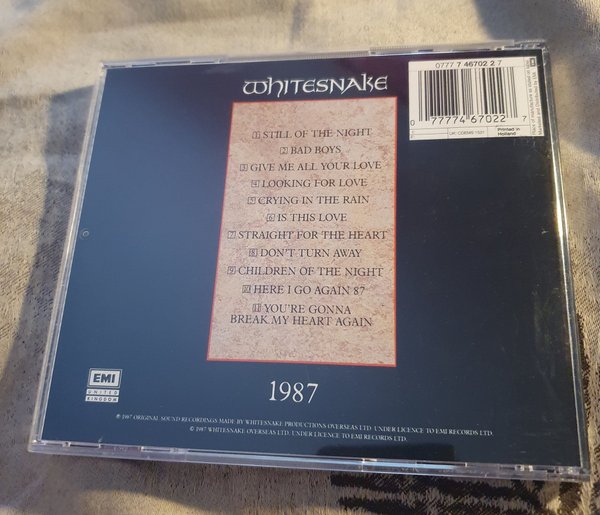 0777 7 46702 2 7
WHITESNAKE
0 77774 67022 7
Printed in
Holland
1 STILL OF THE NIGHT
2 BAD BOYS
3 GIVE ME ALL YOUR LOVE
4 LOOKING FOR LOVE
5 CRYING IN THE RAIN
6 IS THIS LOVE
7 STRAIGHT FOR THE HEART
8 DON'T TURN AWAY
9 CHILDREN OF THE NIGHT
10 HERE I GO AGAIN 87
11 YOU'RE GONNA
BREAK MY HEART AGAIN
EMI
UNITED
KINGDOM
1987
℗ 1987 ORIGINAL SOUND RECORDINGS MADE BY WHITESNAKE PRODUCTIONS OVERSEAS LTD. UNDER LICENCE TO EMI RECORDS LTD.
© 1987 WHITESNAKE OVERSEAS LTD. UNDER LICENCE TO EMI RECORDS LTD.